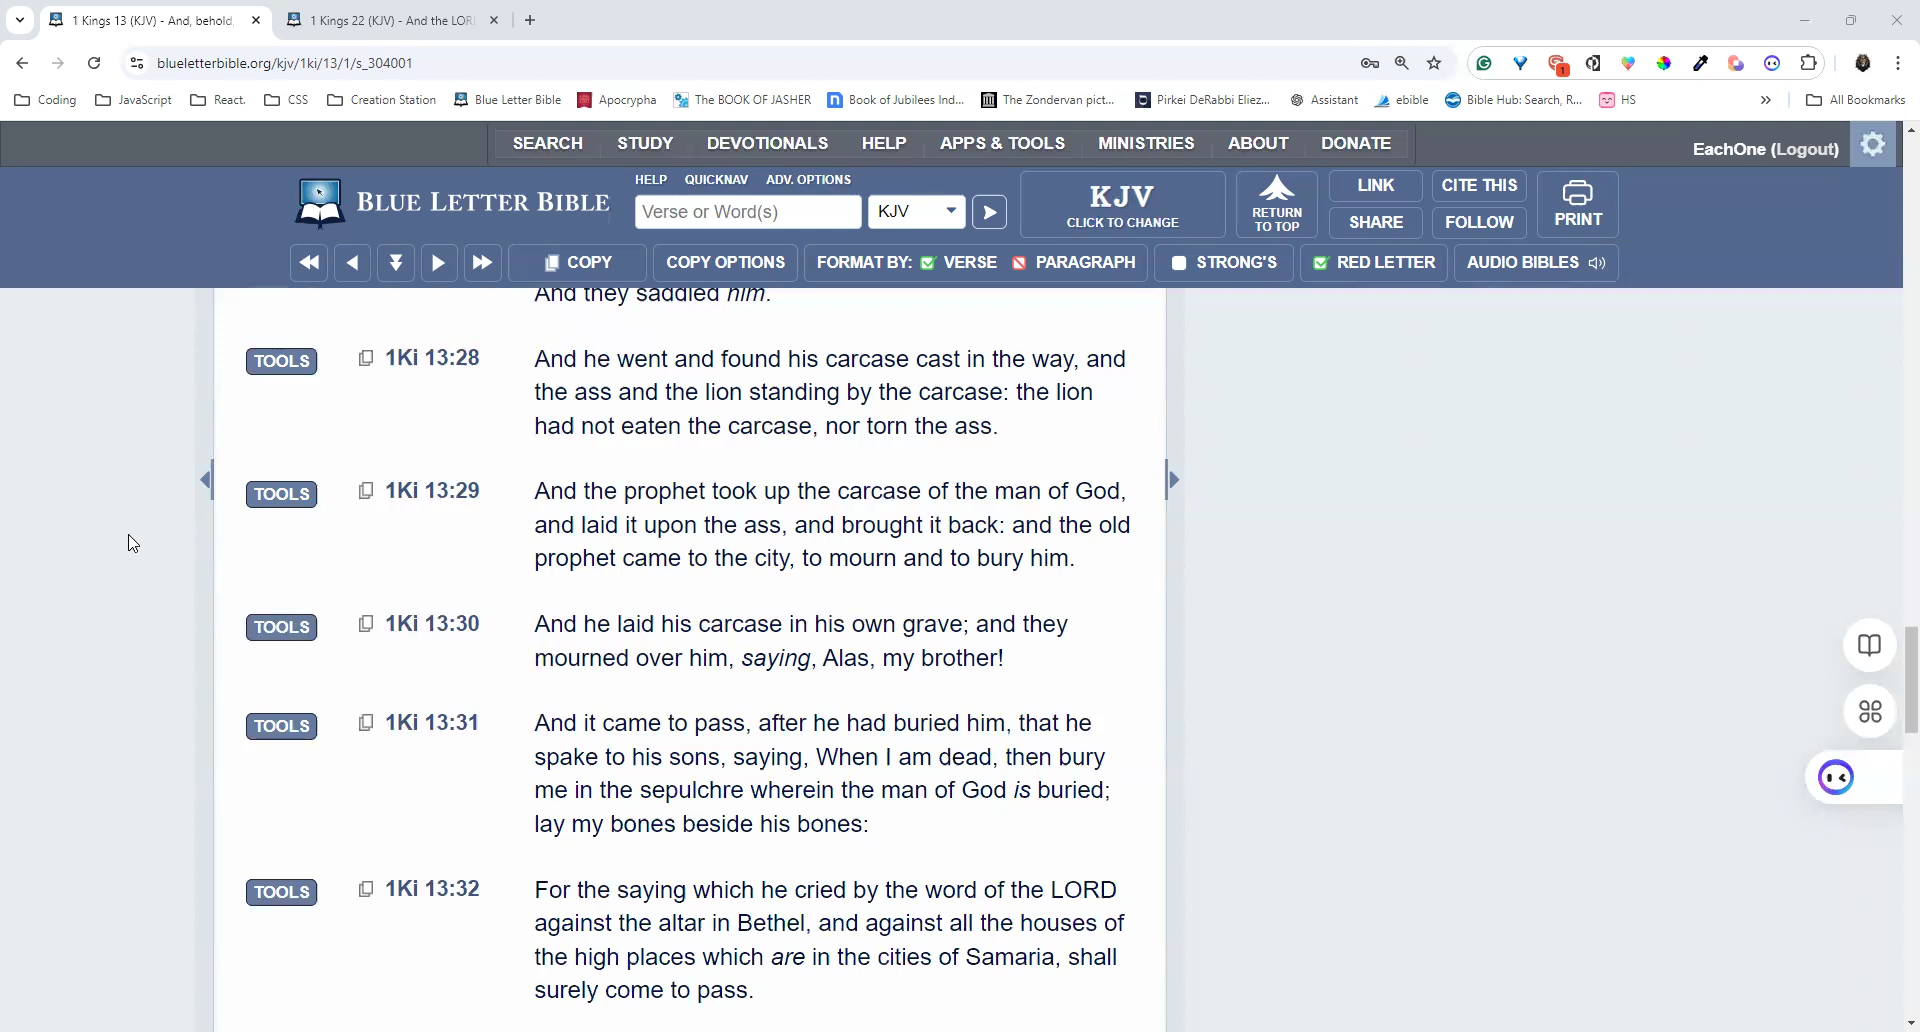 1 Kings 13 (KJV) - And, behold,
1 Kings 22 (KJV) - And the LOR
blueletterbible.org/kjv/1ki/13/1/s_304001
1
Coding JavaScript React. CSS Creation Station Blue Letter Bible Apocrypha The BOOK OF JASHER Book of Jubilees Ind... The Zondervan pict... Pirkei DeRabbi Eliez... Assistant ebible Bible Hub: Search, R... HS » All Bookmarks
SEARCH STUDY DEVOTIONALS HELP APPS & TOOLS MINISTRIES ABOUT DONATE
EachOne (Logout)
BLUE LETTER BIBLE
HELP QUICKNAV ADV. OPTIONS
Verse or Word(s) KJV
KJV
CLICK TO CHANGE
RETURN
TO TOP
LINK CITE THIS
SHARE FOLLOW
PRINT
COPY COPY OPTIONS FORMAT BY: VERSE PARAGRAPH STRONG'S RED LETTER AUDIO BIBLES
And they saddled him.
TOOLS 1Ki 13:28 And he went and found his carcase cast in the way, and
the ass and the lion standing by the carcase: the lion
had not eaten the carcase, nor torn the ass.
TOOLS 1Ki 13:29 And the prophet took up the carcase of the man of God,
and laid it upon the ass, and brought it back: and the old
prophet came to the city, to mourn and to bury him.
TOOLS 1Ki 13:30 And he laid his carcase in his own grave; and they
mourned over him, saying, Alas, my brother!
TOOLS 1Ki 13:31 And it came to pass, after he had buried him, that he
spake to his sons, saying, When I am dead, then bury
me in the sepulchre wherein the man of God is buried;
lay my bones beside his bones:
TOOLS 1Ki 13:32 For the saying which he cried by the word of the LORD
against the altar in Bethel, and against all the houses of
the high places which are in the cities of Samaria, shall
surely come to pass.